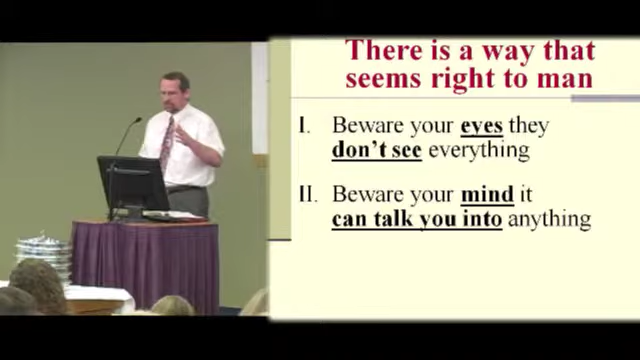 There is a way that
seems right to man
I. Beware your eyes they
don't see everything
II. Beware your mind it
can talk you into anything